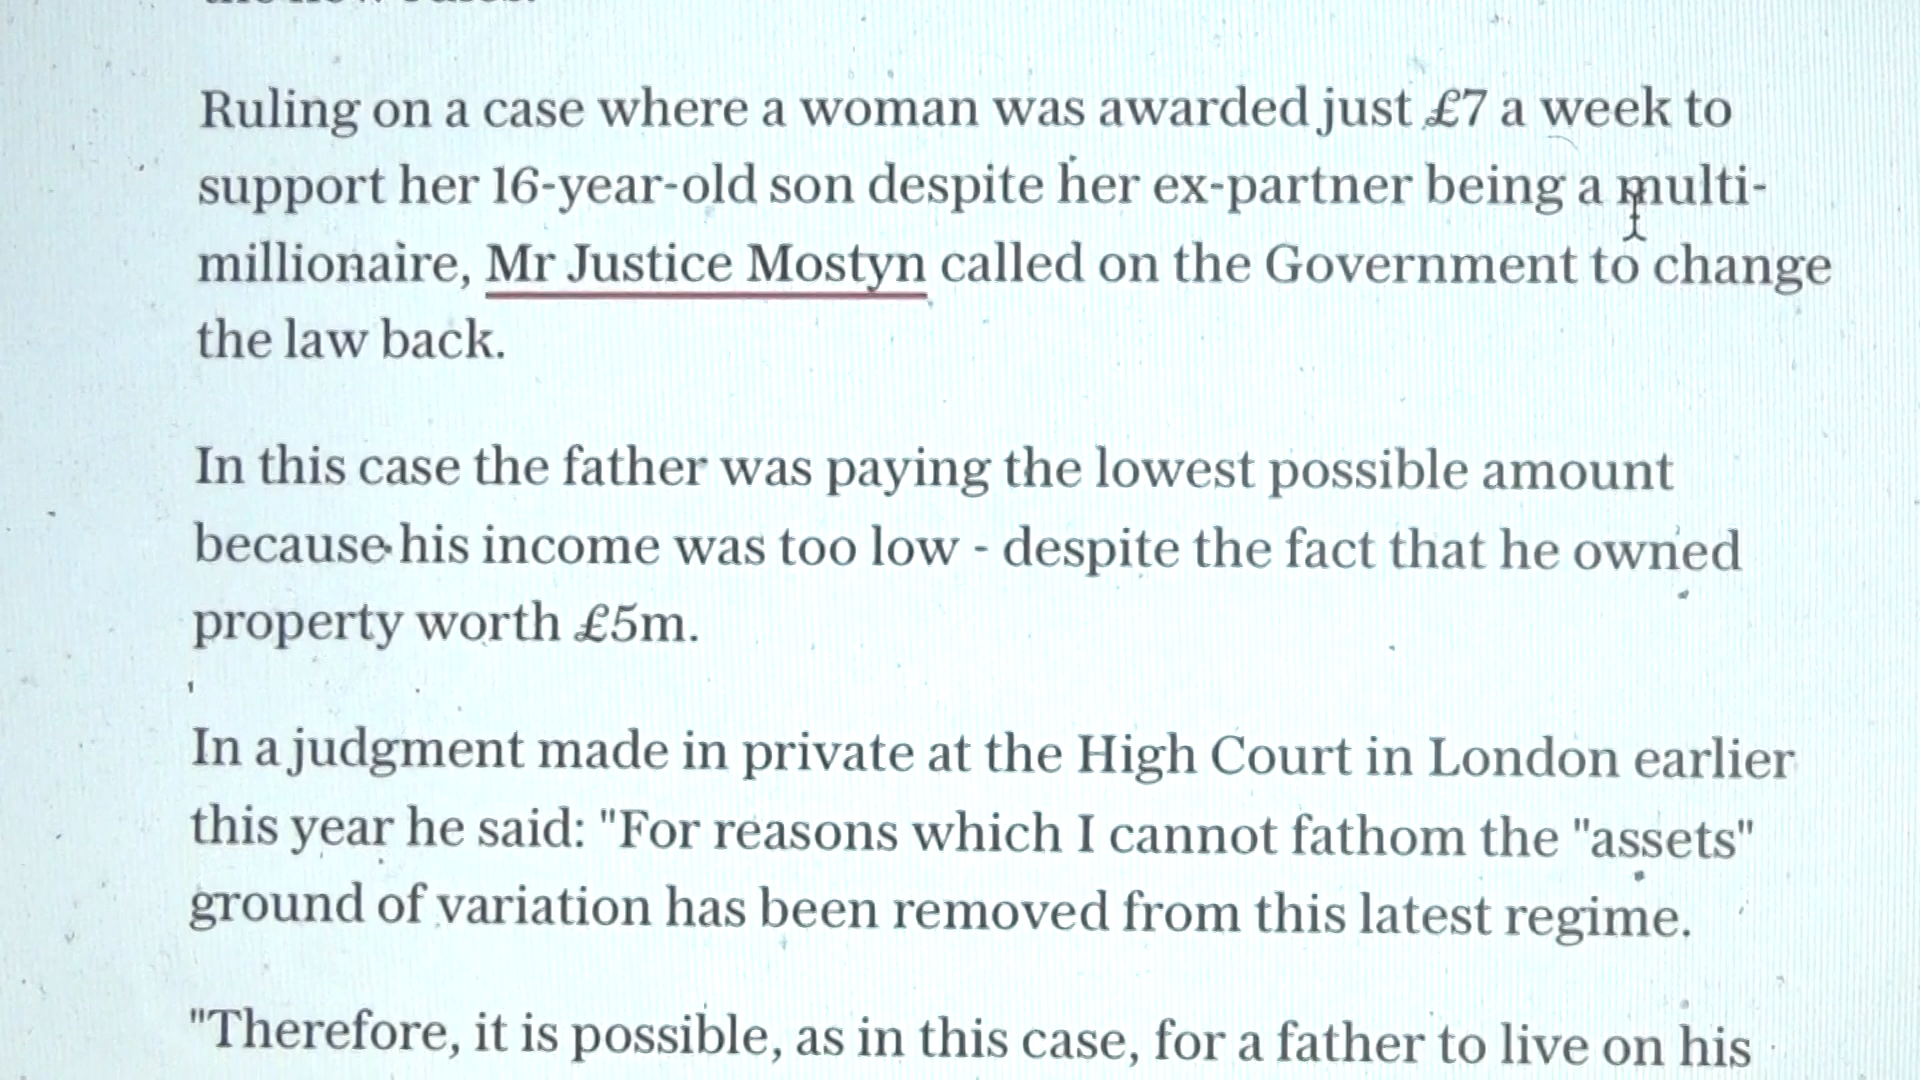 Ruling on a case where a woman was awarded just £7 a week to
support her 16-year-old son despite her ex-partner being a multi-
millionaire, Mr Justice Mostyn called on the Government to change
the law back.
In this case the father was paying the lowest possible amount
because his income was too low - despite the fact that he owned
property worth £5m.
In a judgment made in private at the High Court in London earlier
this year he said: "For reasons which I cannot fathom the "assets"
ground of variation has been removed from this latest regime.
"Therefore, it is possible, as in this case, for a father to live on his